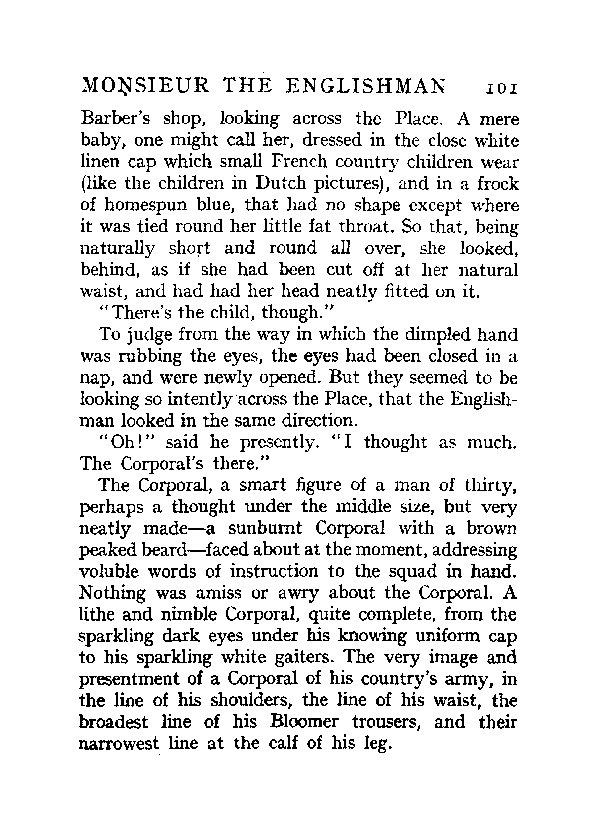 MONSIEUR THE ENGLISHMAN 101
Barber's shop, looking across the Place. A mere
baby, one might call her, dressed in the close white
linen cap which small French country children wear
(like the children in Dutch pictures), and in a frock
of homespun blue, that had no shape except where
it was tied round her little fat throat. So that, being
naturally short and round all over, she looked,
behind, as if she had been cut off at her natural
waist, and had had her head neatly fitted on it.
"There's the child, though."
To judge from the way in which the dimpled hand
was rubbing the eyes, the eyes had been closed in a
nap, and were newly opened. But they seemed to be
looking so intently across the Place, that the English-
man looked in the same direction.
"Oh!" said he presently. "I thought as much.
The Corporal's there."
The Corporal, a smart figure of a man of thirty,
perhaps a thought under the middle size, but very
neatly made—a sunburnt Corporal with a brown
peaked beard—faced about at the moment, addressing
voluble words of instruction to the squad in hand.
Nothing was amiss or awry about the Corporal. A
lithe and nimble Corporal, quite complete, from the
sparkling dark eyes under his knowing uniform cap
to his sparkling white gaiters. The very image and
presentment of a Corporal of his country's army, in
the line of his shoulders, the line of his waist, the
broadest line of his Bloomer trousers, and their
narrowest line at the calf of his leg.